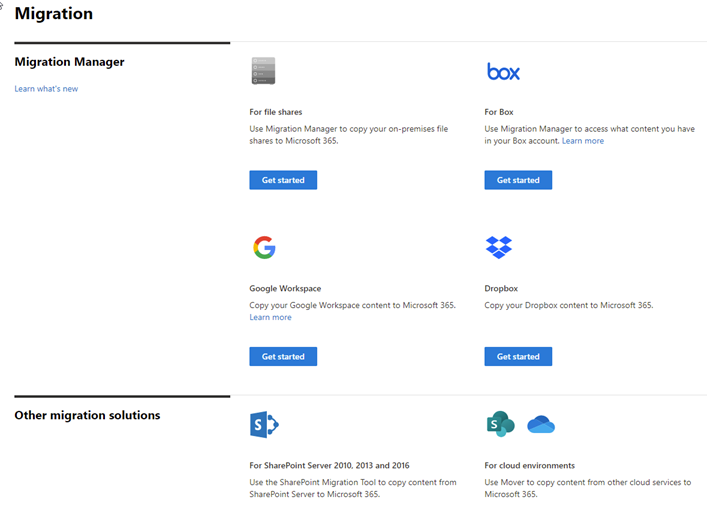 Migration
Migration Manager
Learn what's new
box
For file shares
Use Migration Manager to copy your on-premises file
shares to Microsoft 365.
Get started
For Box
Use Migration Manager to access what content you have
in your Box account. Learn more
Get started
G
Google Workspace
Copy your Google Workspace content to Microsoft 365.
Learn more
Get started
Dropbox
Copy your Dropbox content to Microsoft 365.
Get started
Other migration solutions
S
For SharePoint Server 2010, 2013 and 2016
Use the SharePoint Migration Tool to copy content from
SharePoint Server to Microsoft 365.
S
For cloud environments
Use Mover to copy content from other cloud services to
Microsoft 365.